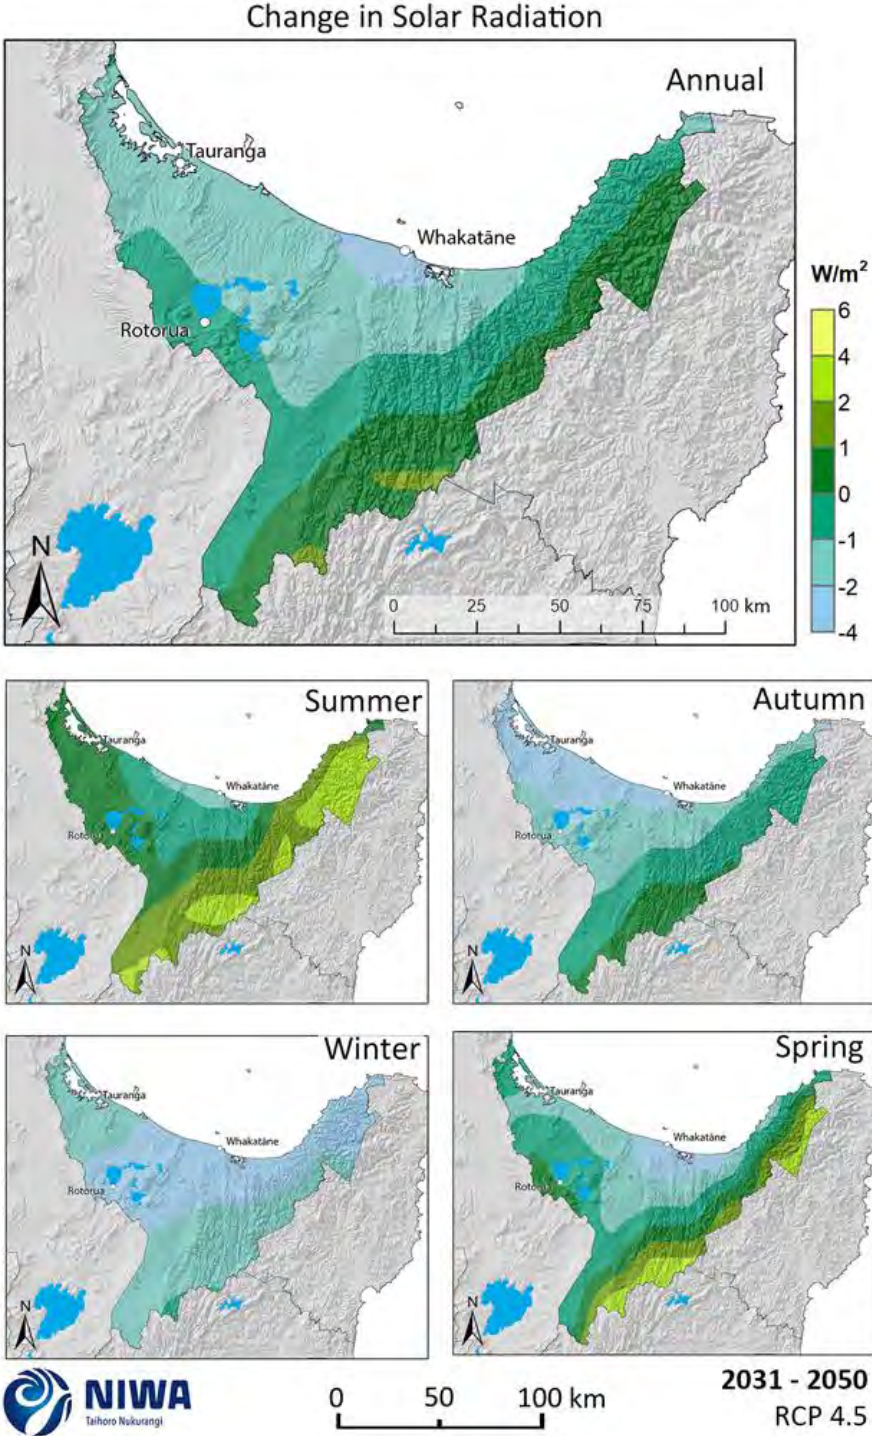 Change in Solar Radiation
Annual
Tauranga
Whakatāne
Rotorua
W/m²
6
4
2
1
0
-1
-2
-4
N
0 25 50 75 100 km
Summer
Tauranga
Whakatāne
Rotorua
N
Autumn
Tauranga
Whakatāne
Rotorua
N
Winter
Tauranga
Whakatāne
Rotorua
N
Spring
Tauranga
Whakatāne
Rotorua
N
NIWA
Taihoro Nukurangi
0 50 100 km
2031 - 2050
RCP 4.5